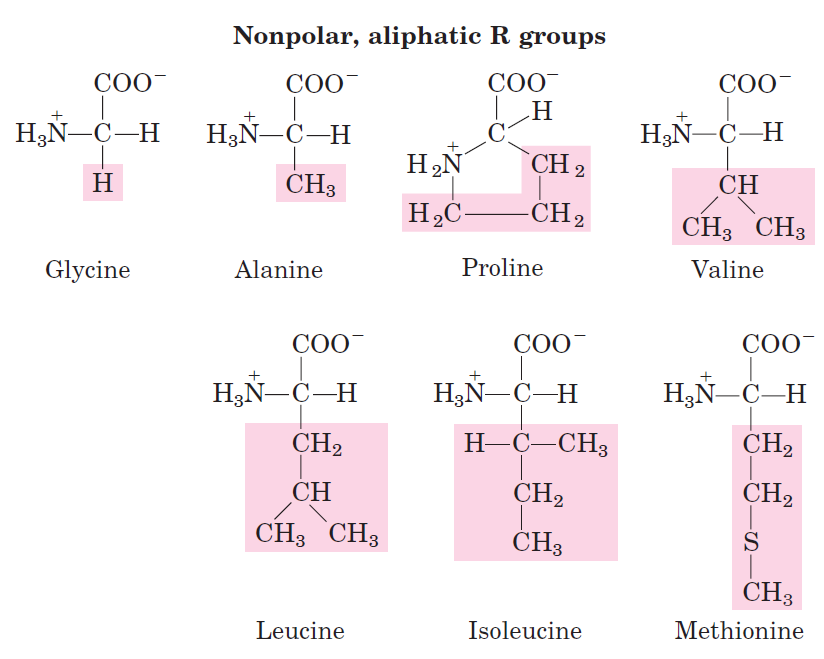 Nonpolar, aliphatic R groups
COO⁻ COO⁻ COO⁻ COO⁻
H
H₃N⁺—C—H H₃N⁺—C—H C H₃N⁺—C—H
H₂N⁺ CH₂
H CH₃ CH
H₂C CH₂
CH₃ CH₃
Glycine Alanine Proline Valine
COO⁻ COO⁻ COO⁻
H₃N⁺—C—H H₃N⁺—C—H H₃N⁺—C—H
CH₂ H—C—CH₃ CH₂
CH CH₂ CH₂
CH₃ CH₃ CH₃ S
CH₃
Leucine Isoleucine Methionine